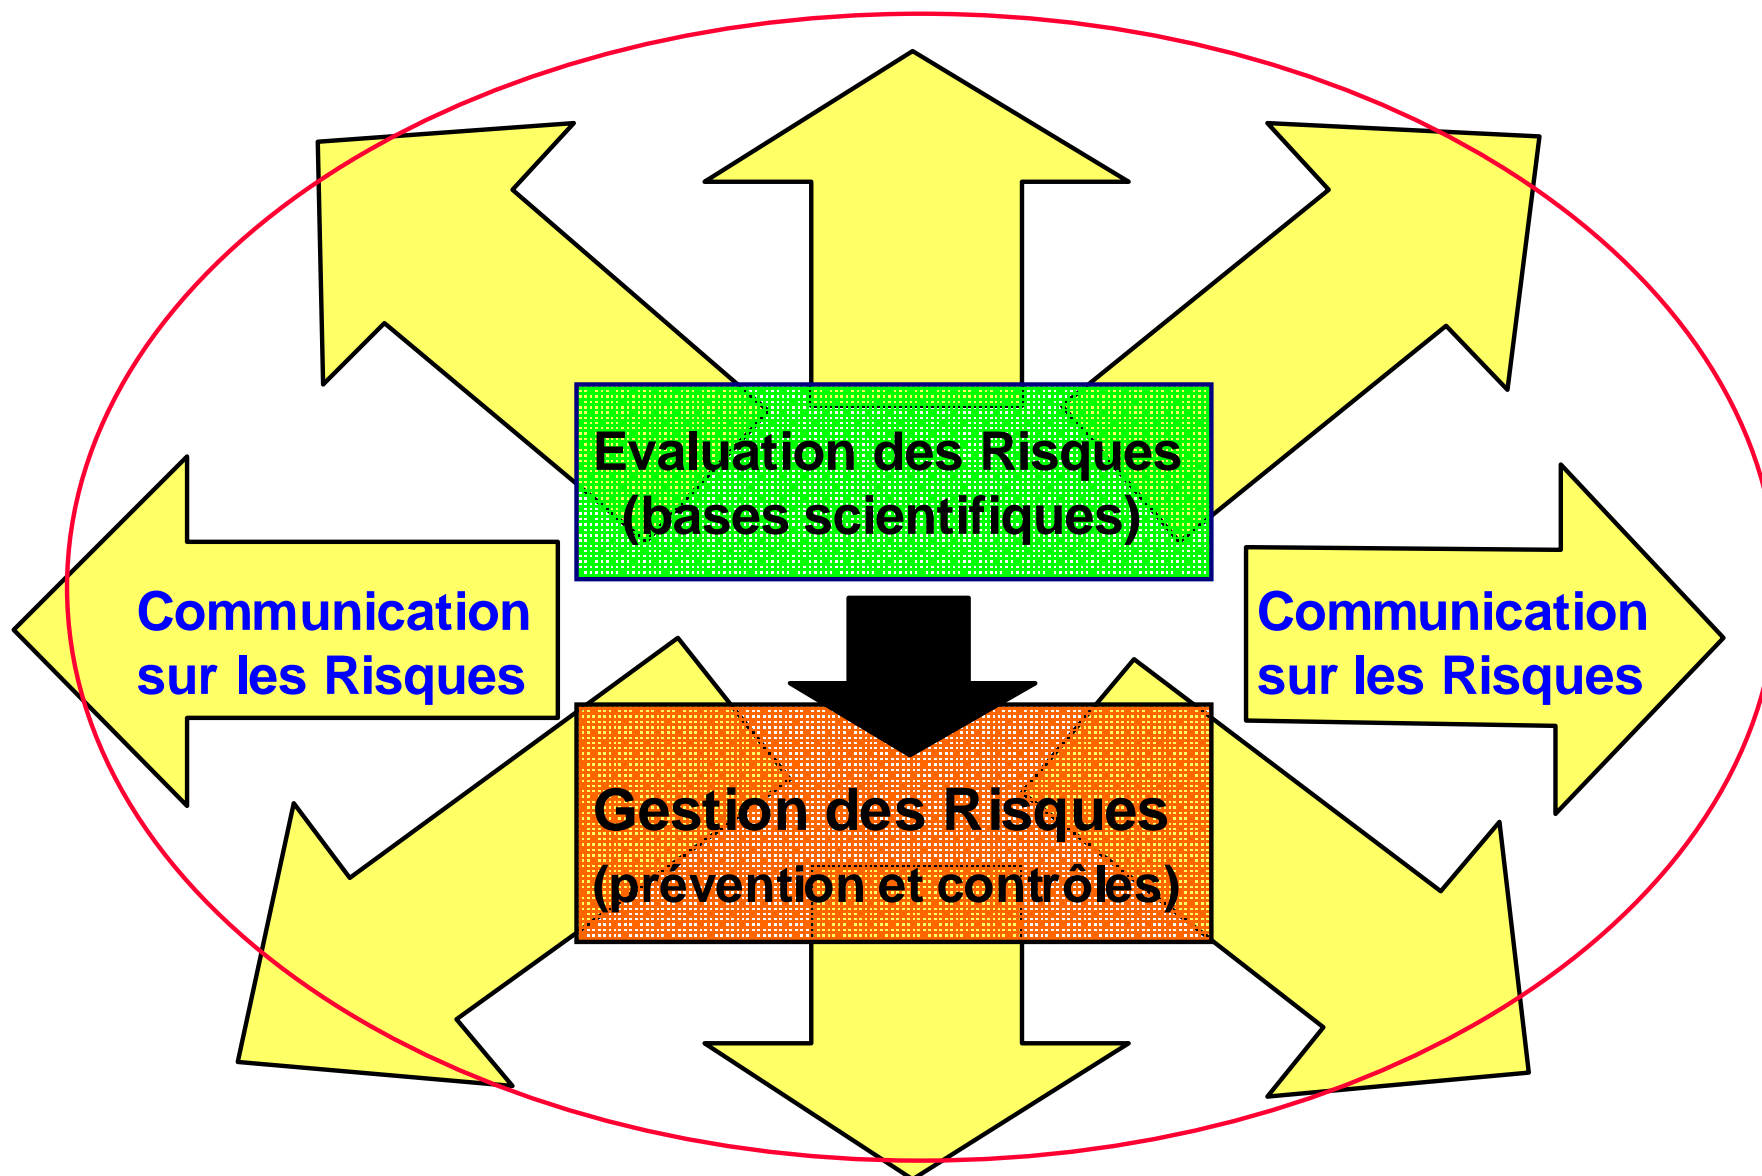 Evaluation des Risques
(bases scientifiques)
Communication
sur les Risques
Communication
sur les Risques
Gestion des Risques
(prévention et contrôles)